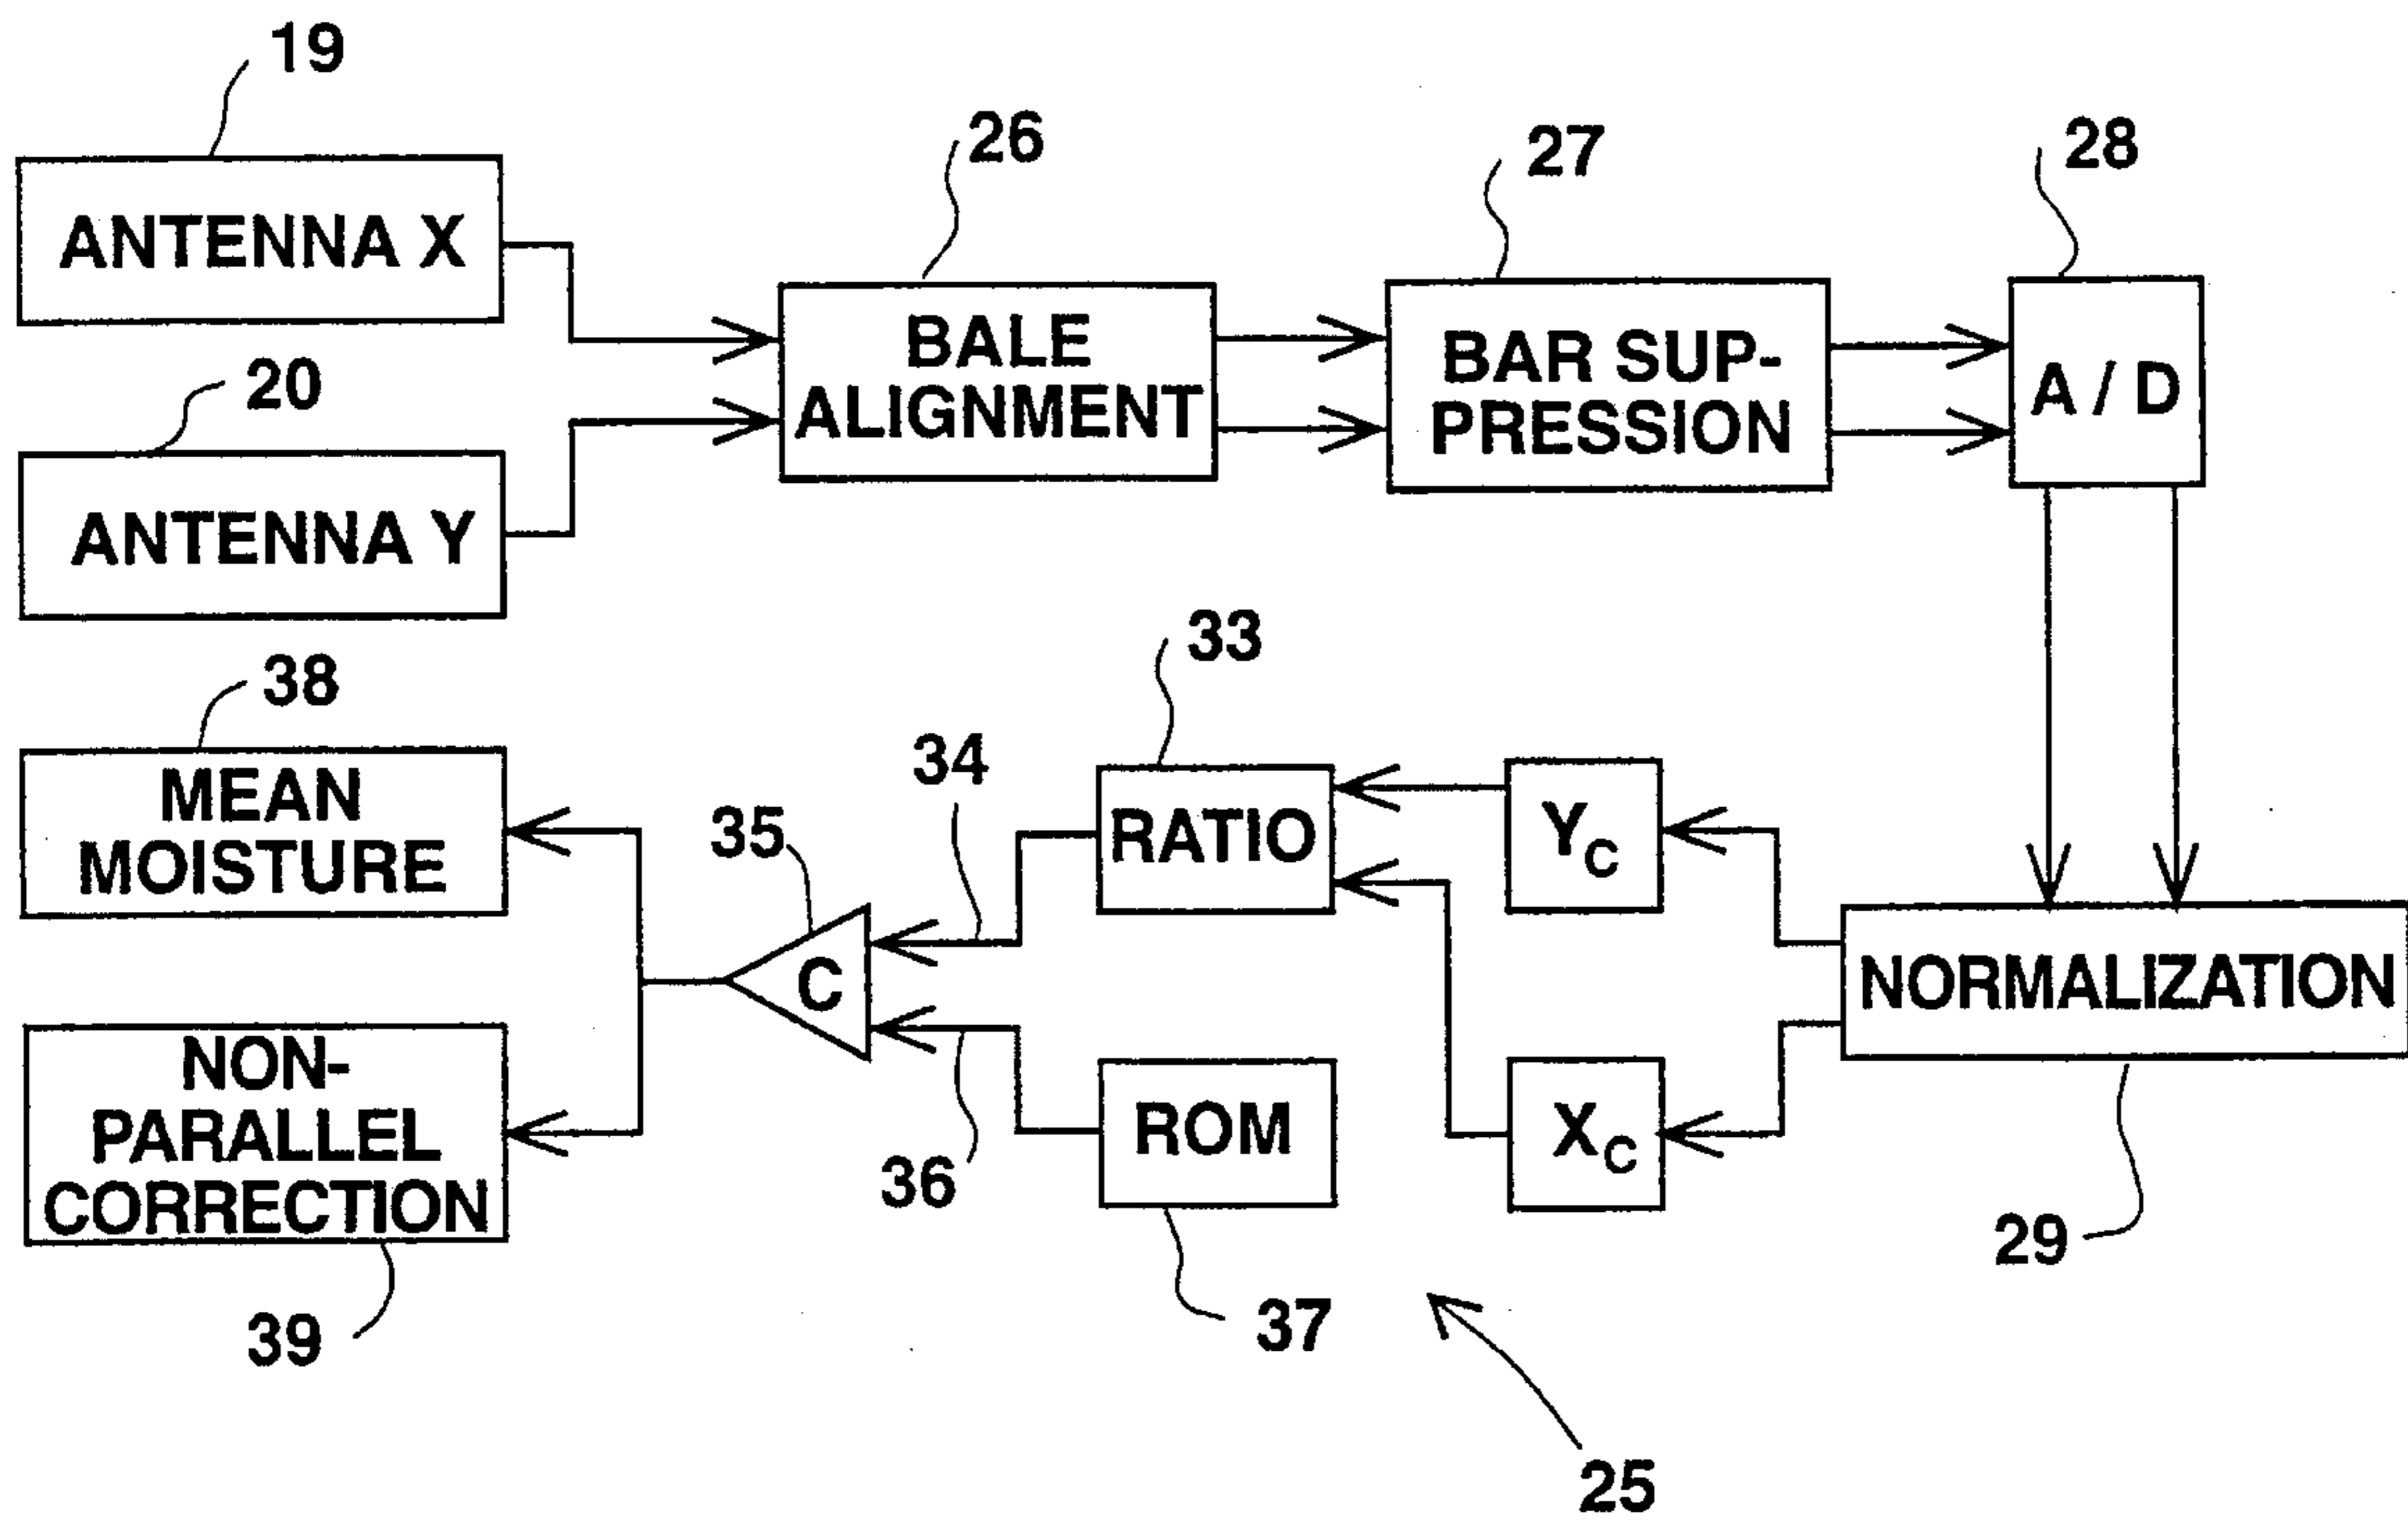 19
26
27
28
ANTENNA X
BALE
ALIGNMENT
BAR SUP-
PRESSION
A / D
20
ANTENNA Y
33
38
34
MEAN
MOISTURE
35
RATIO
YC
C
NORMALIZATION
NON-
PARALLEL
CORRECTION
36
ROM
XC
29
39
37
25